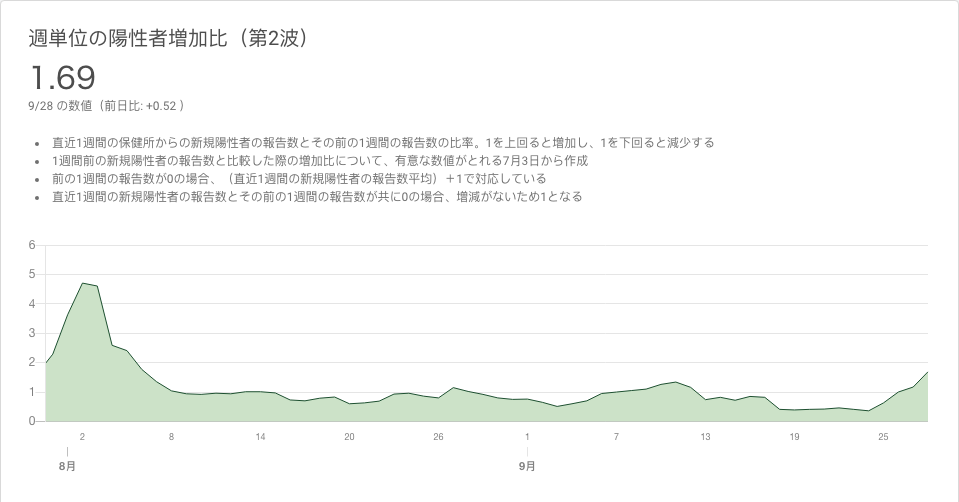 週単位の陽性者増加比（第2波）
1.69
9/28 の数値（前日比: +0.52 ）
• 直近1週間の保健所からの新規陽性者の報告数とその前の1週間の報告数の比率。1を上回ると増加し、1を下回ると減少する
• 1週間前の新規陽性者の報告数と比較した際の増加比について、有意な数値がとれる7月3日から作成
• 前の1週間の報告数が0の場合、（直近1週間の新規陽性者の報告数平均）＋1で対応している
• 直近1週間の新規陽性者の報告数とその前の1週間の報告数が共に0の場合、増減がないため1となる
6
5
4
3
2
1
0
2 8 14 20 26 1 7 13 19 25
8月 9月